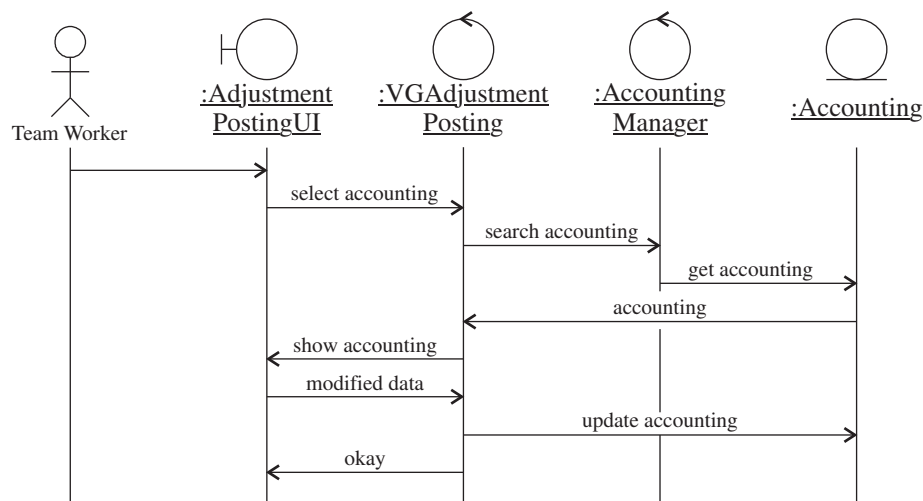 :Adjustment
PostingUI
:VGAdjustment
Posting
:Accounting
Manager
:Accounting
Team Worker
select accounting
search accounting
get accounting
accounting
show accounting
modified data
update accounting
okay